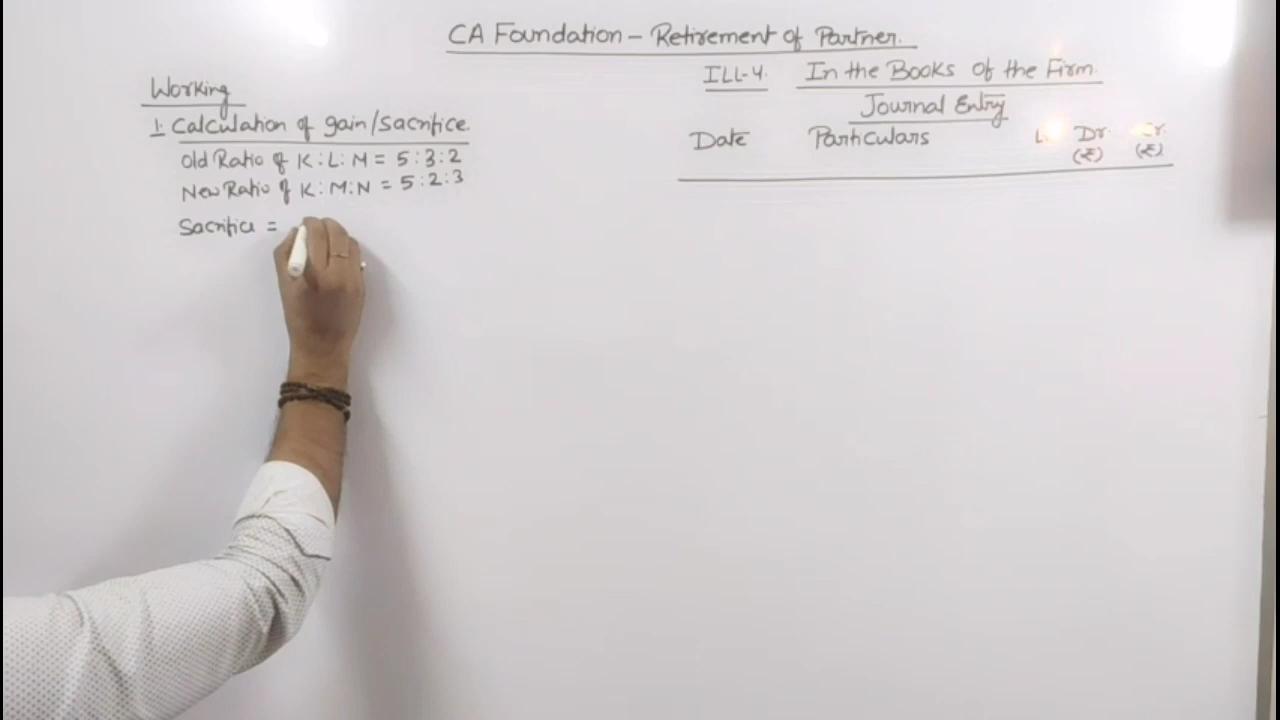 CA Foundation - Retirement of Partner.
Working
1. Calculation of gain/sacrifice.
Old Ratio of K:L:M = 5:3:2
New Ratio of K:M:N = 5:2:3
Sacrifice =
ILL-4. In the Books of the Firm.
Journal Entry
Date Particulars Dr.
(₹) (₹)